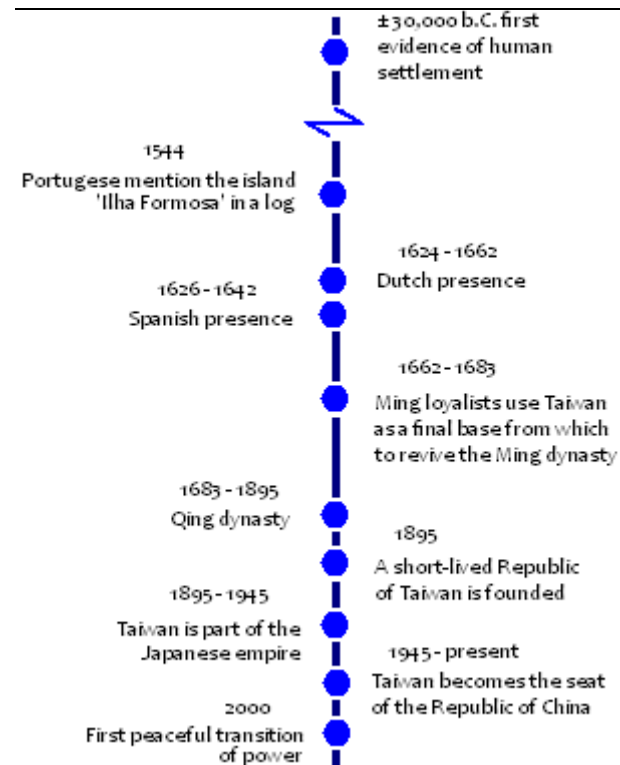 ±30,000 b.C. first
evidence of human
settlement
1544
Portugese mention the island
'Ilha Formosa' in a log
1624 - 1662
Dutch presence
1626 - 1642
Spanish presence
1662 - 1683
Ming loyalists use Taiwan
as a final base from which
to revive the Ming dynasty
1683 - 1895
Qing dynasty
1895
A short-lived Republic
of Taiwan is founded
1895 - 1945
Taiwan is part of the
Japanese empire
1945 - present
Taiwan becomes the seat
of the Republic of China
2000
First peaceful transition
of power